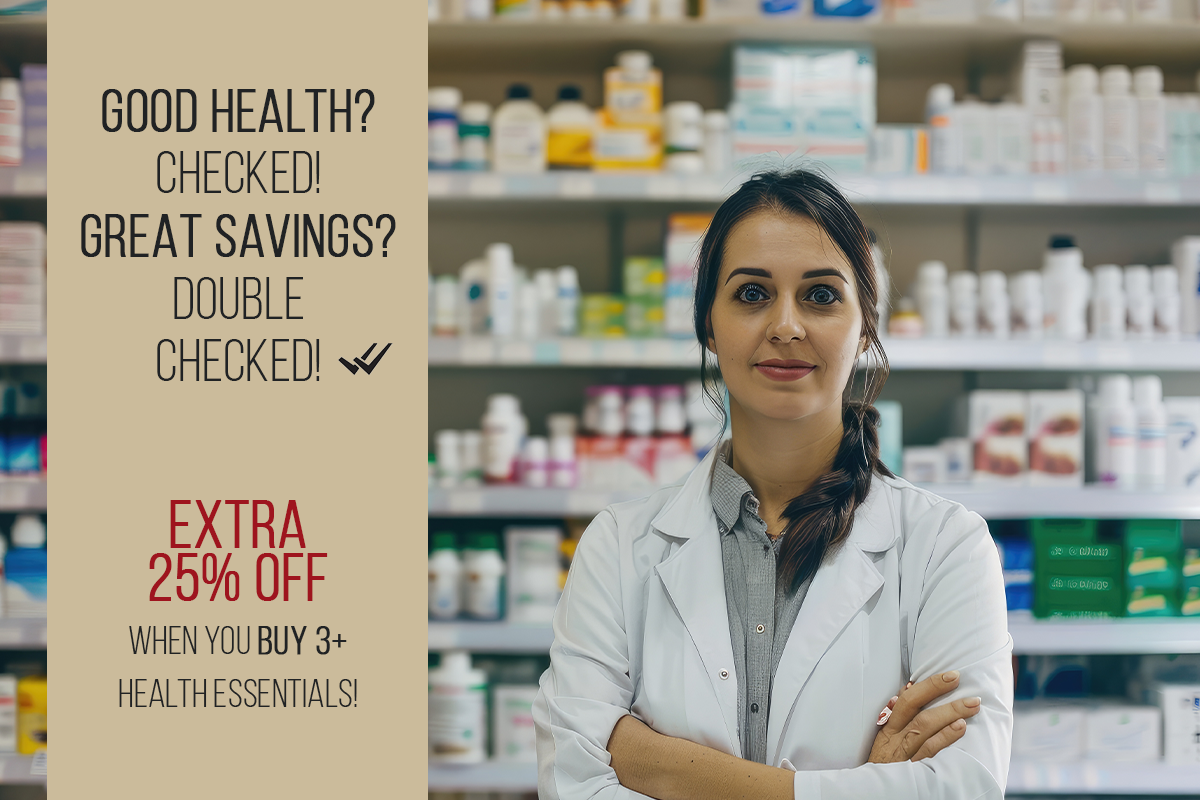 GOOD HEALTH?
CHECKED!
GREAT SAVINGS?
DOUBLE
CHECKED!
EXTRA
25% OFF
WHEN YOU BUY 3+
HEALTH ESSENTIALS!